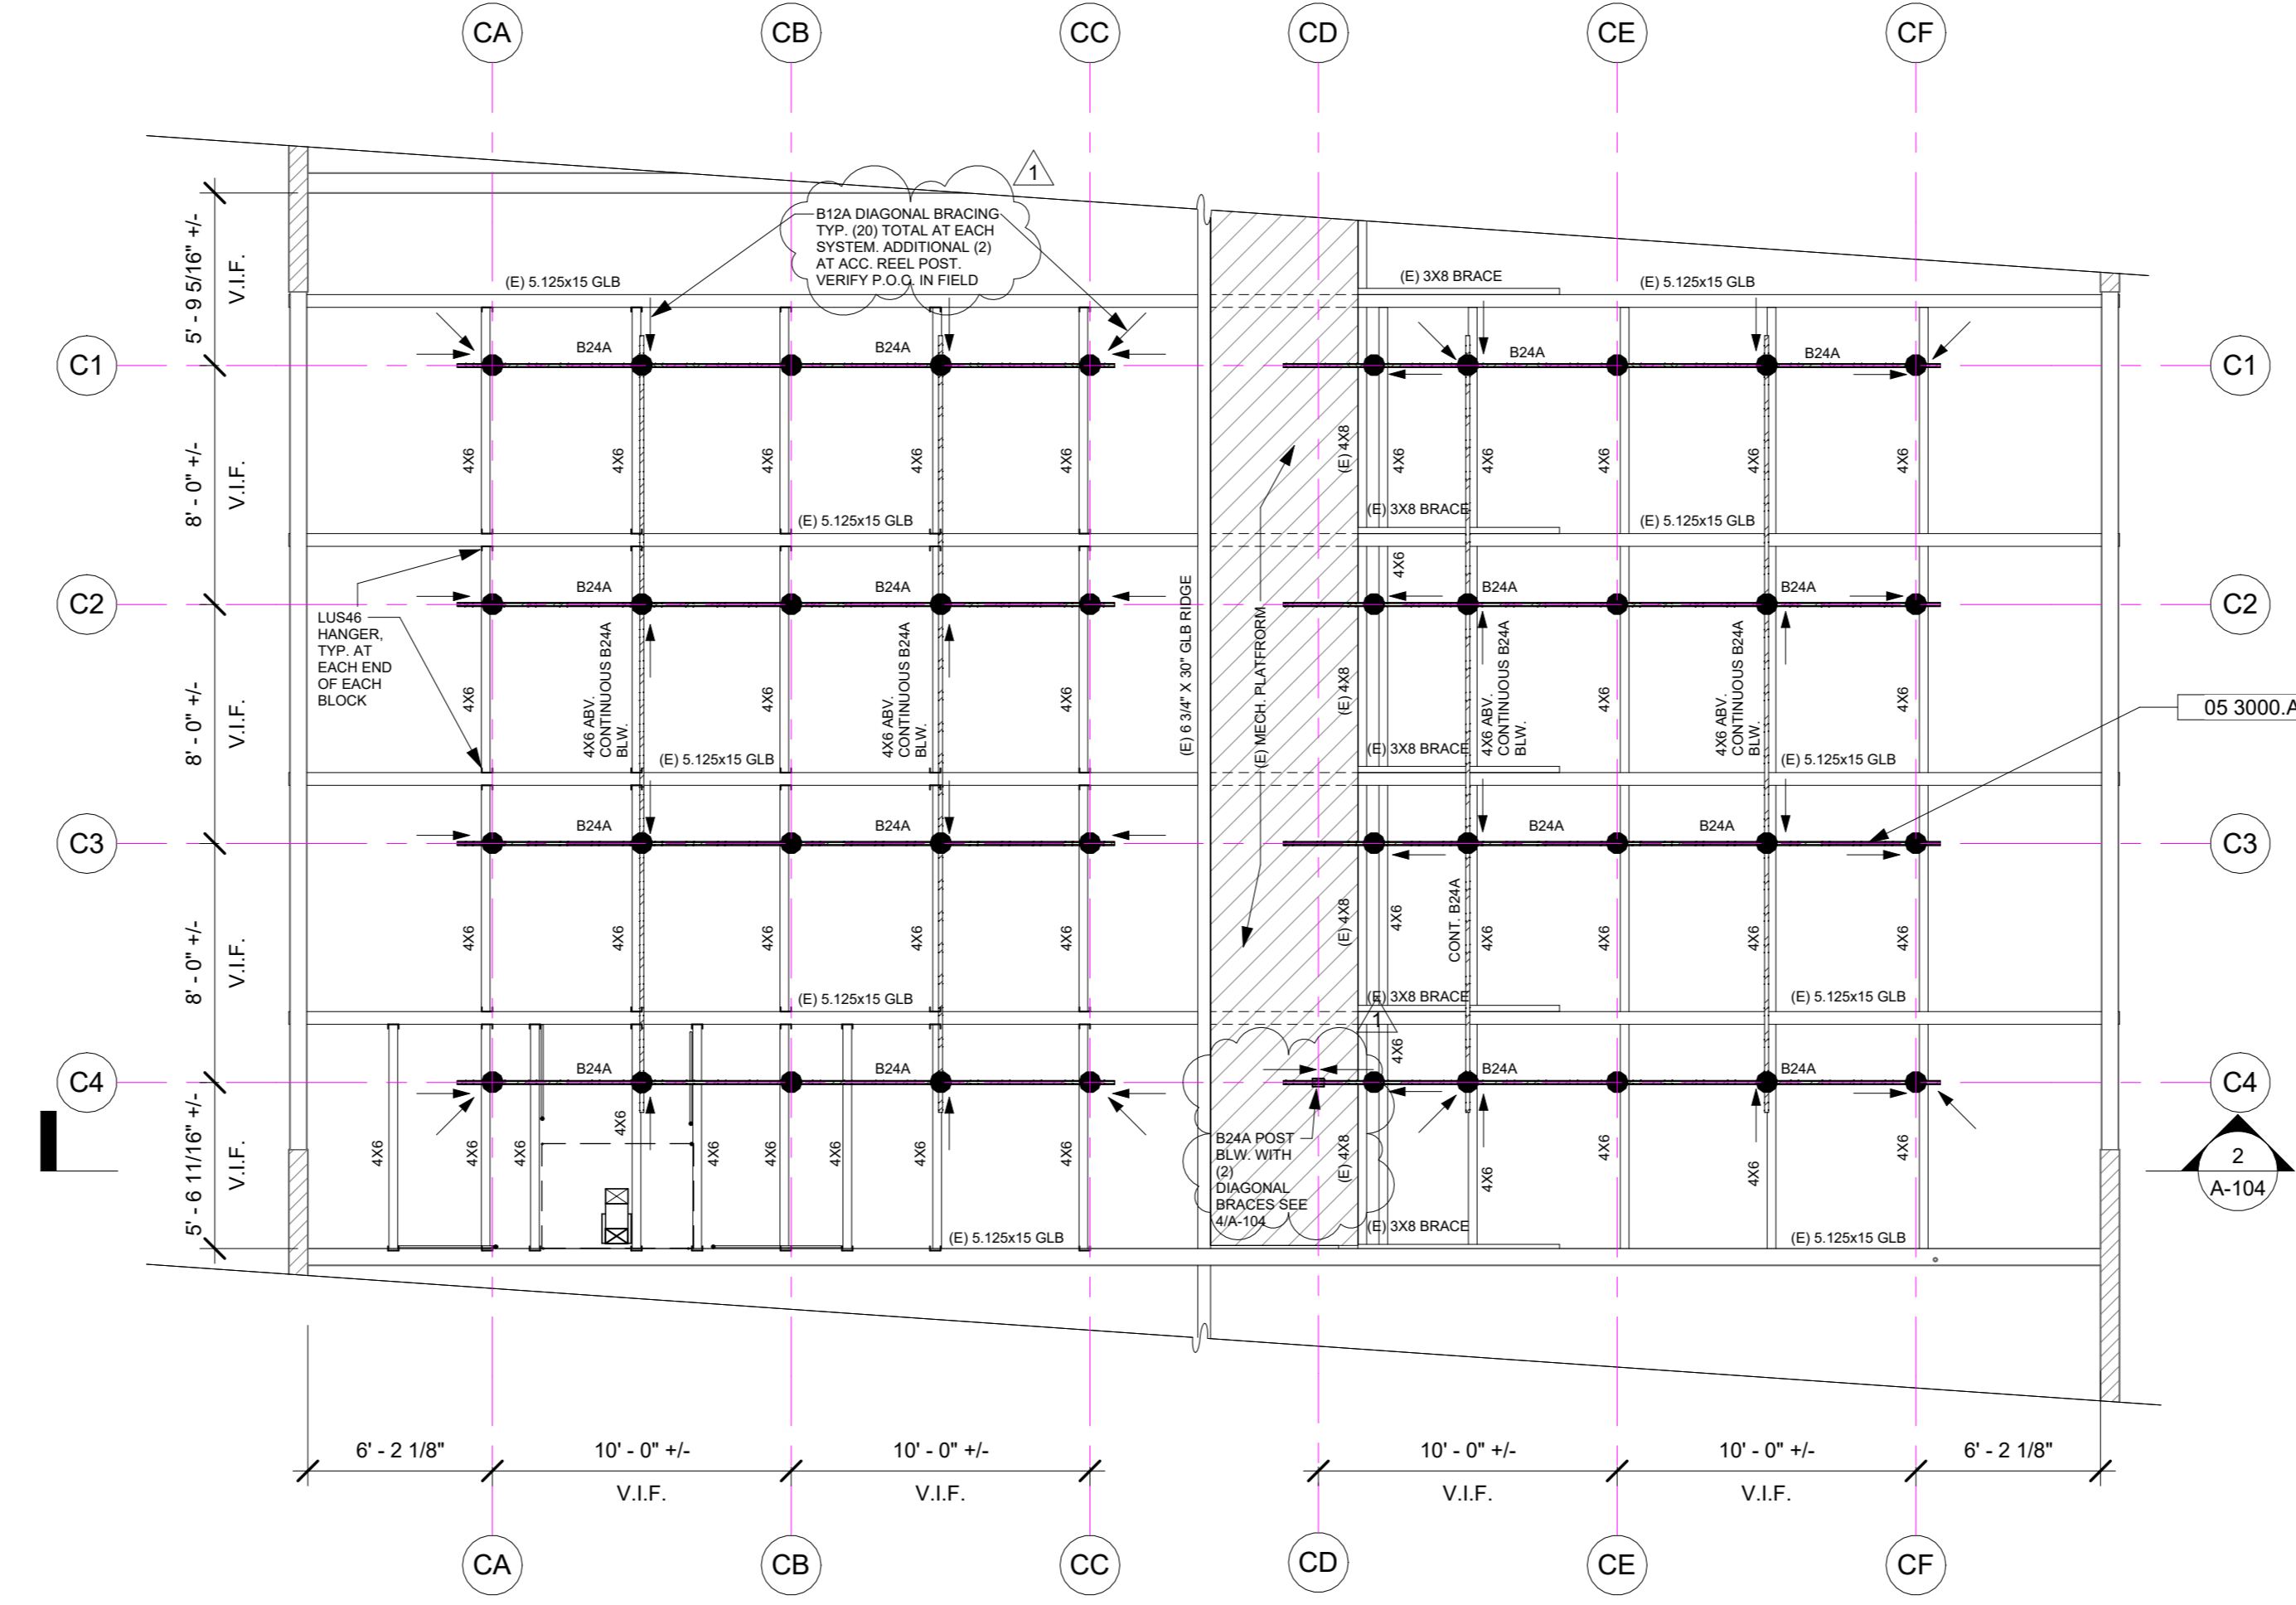 CA
CB
CC
CD
CE
CF
1
B12A DIAGONAL BRACING
TYP. (20) TOTAL AT EACH
SYSTEM. ADDITIONAL (2)
AT ACC. REEL POST.
VERIFY P.O.C. IN FIELD
5' - 9 5/16" +/-
V.I.F.
(E) 5.125x15 GLB
(E) 3X8 BRACE
(E) 5.125x15 GLB
C1
B24A
B24A
B24A
B24A
C1
8' - 0" +/-
V.I.F.
4X6
4X6
4X6
4X6
4X6
(E) 4X8
4X6
4X6
4X6
4X6
4X6
(E) 5.125x15 GLB
(E) 3X8 BRACE
(E) 5.125x15 GLB
4X6
C2
B24A
B24A
B24A
B24A
C2
LUS46
HANGER,
TYP. AT
EACH END
OF EACH
BLOCK
8' - 0" +/-
V.I.F.
4X6
4X6 ABV.
CONTINUOUS B24A
BLW.
4X6
4X6 ABV.
CONTINUOUS B24A
BLW.
4X6
(E) 6 3/4" X 30" GLB RIDGE
(E) MECH. PLATFRORM
(E) 4X8
4X6 ABV.
CONTINUOUS B24A
BLW.
4X6
4X6 ABV.
CONTINUOUS B24A
BLW.
4X6
05 3000.A
(E) 5.125x15 GLB
(E) 3X8 BRACE
(E) 5.125x15 GLB
C3
B24A
B24A
B24A
B24A
C3
8' - 0" +/-
V.I.F.
4X6
4X6
4X6
4X6
4X6
(E) 4X8
4X6
CONT. B24A
4X6
4X6
4X6
4X6
(E) 5.125x15 GLB
(E) 3X8 BRACE
(E) 5.125x15 GLB
1
4X6
C4
B24A
B24A
B24A
B24A
C4
5' - 6 11/16" +/-
V.I.F.
4X6
4X6
4X6
4X6
4X6
4X6
4X6
4X6
B24A POST
BLW. WITH
(2)
DIAGONAL
BRACES SEE
4/A-104
(E) 4X8
4X6
4X6
4X6
4X6
2
A-104
(E) 5.125x15 GLB
(E) 3X8 BRACE
(E) 5.125x15 GLB
6' - 2 1/8"
10' - 0" +/-
V.I.F.
10' - 0" +/-
V.I.F.
10' - 0" +/-
V.I.F.
10' - 0" +/-
V.I.F.
6' - 2 1/8"
CA
CB
CC
CD
CE
CF